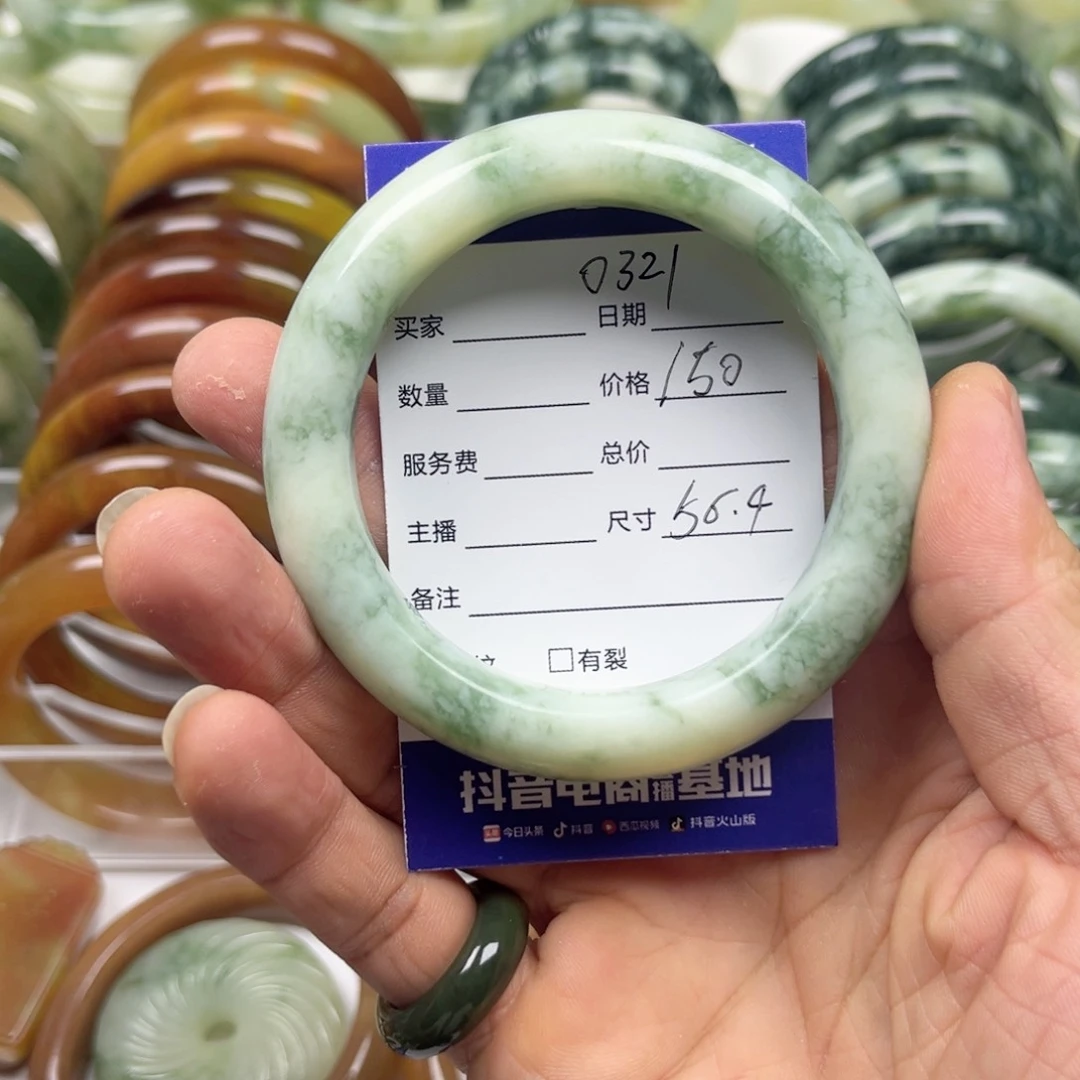 0321
买家 日期
数量 价格 150
服务费 总价
主播 尺寸 56.4
备注
有裂
抖音电商直播基地
今日头条 抖音 西瓜视频 抖音火山版